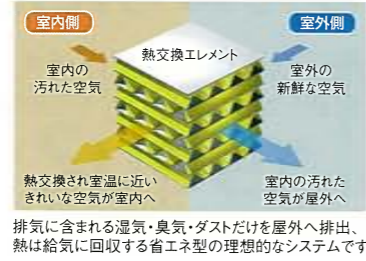 室内側
室外側
熱交換エレメント
室内の
汚れた空気
室外の
新鮮な空気
熱交換され室温に近い
きれいな空気が室内へ
室内の汚れた
空気が屋外へ
排気に含まれる湿気・臭気・ダストだけを屋外へ排出、
熱は給気に回収する省エネ型の理想的なシステムです